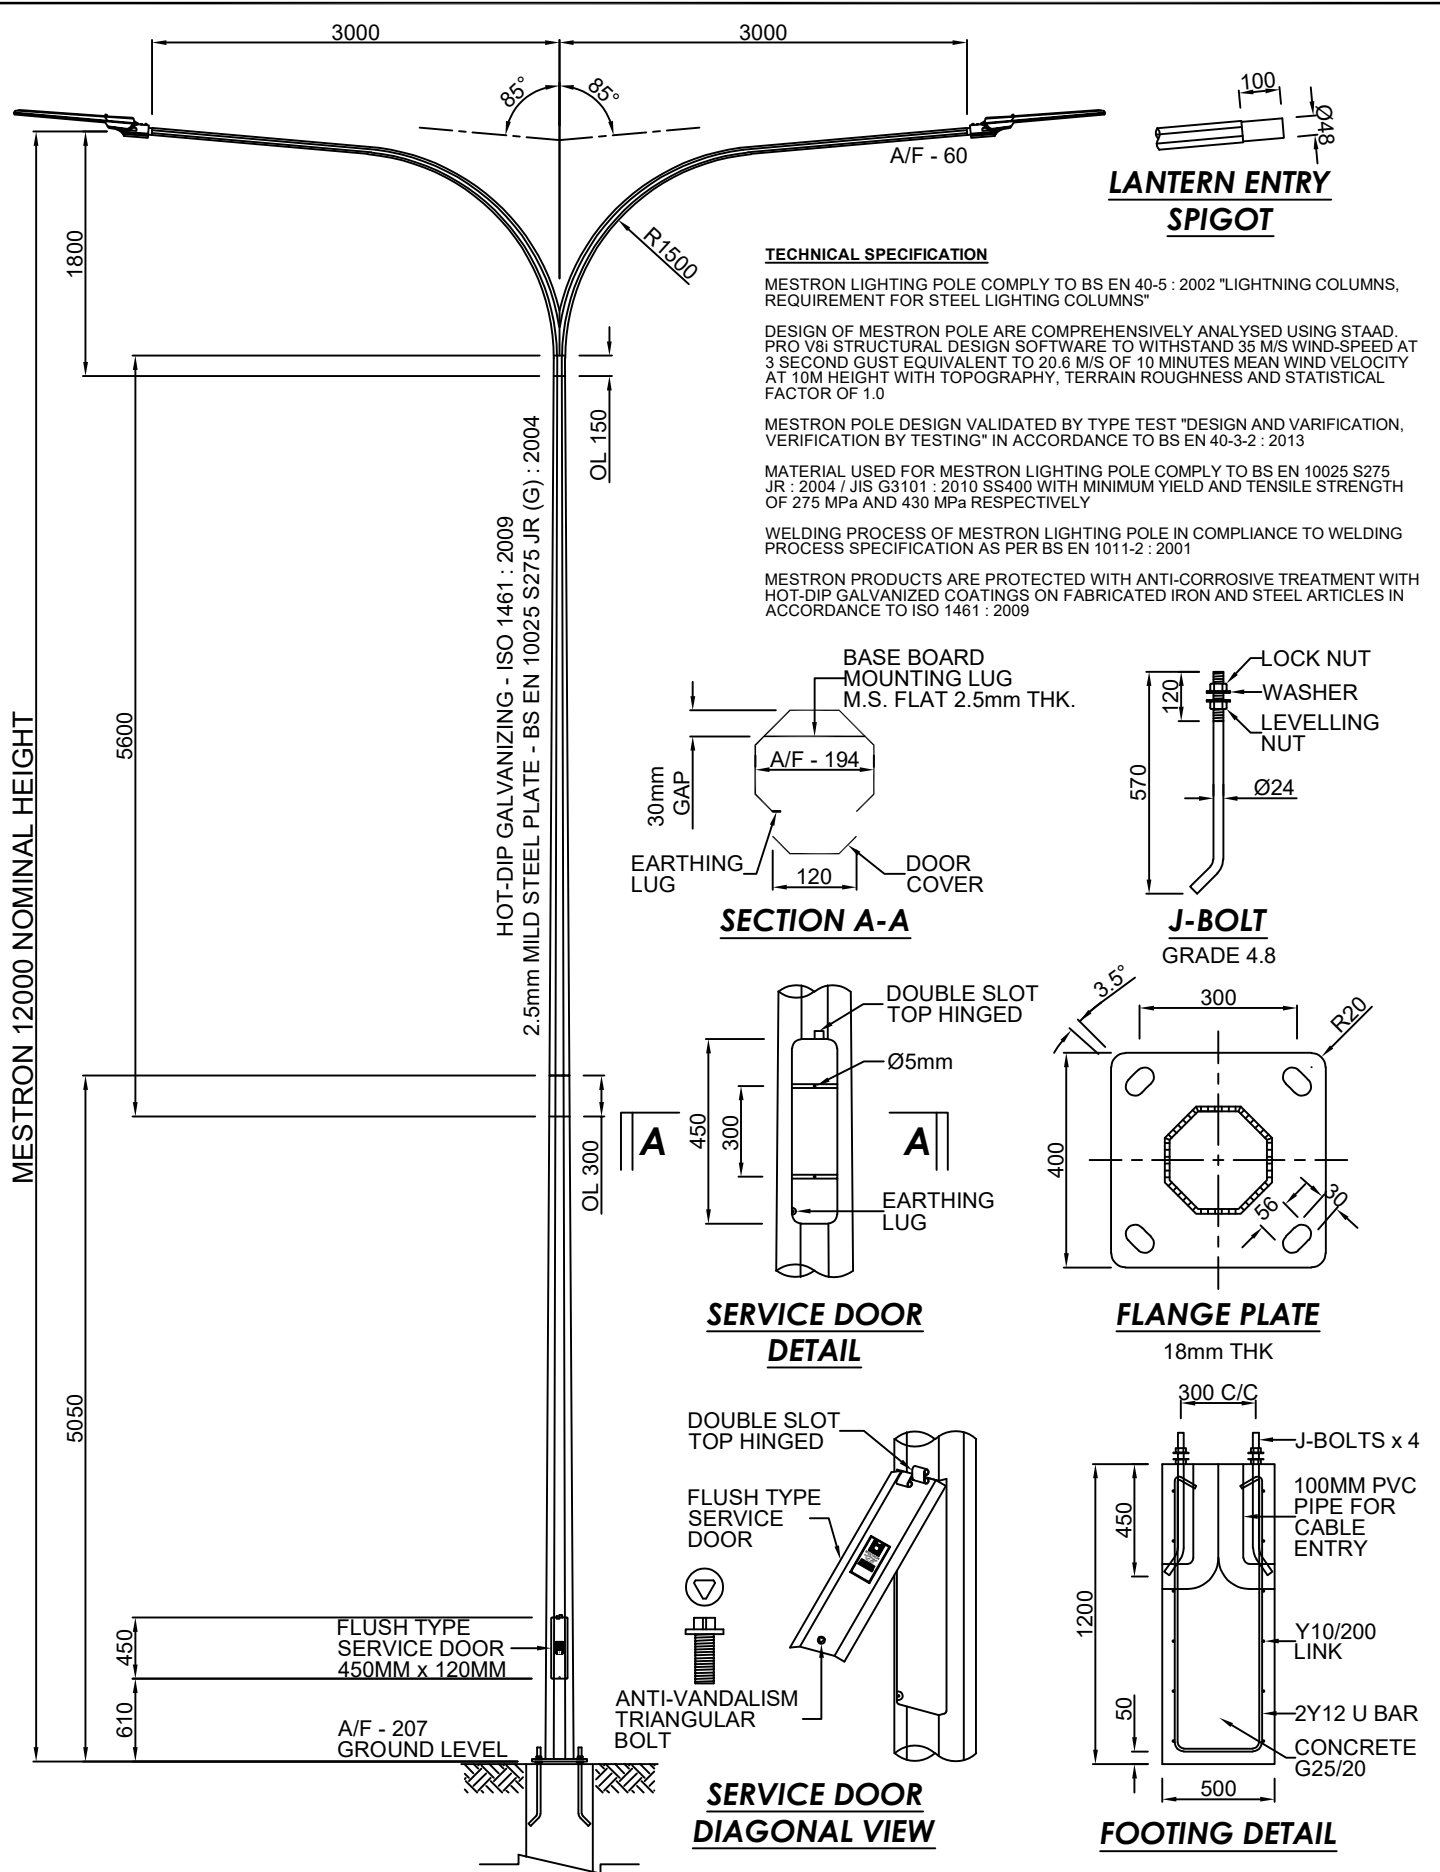 3000
3000
85°
85°
100
Ø48
A/F - 60
LANTERN ENTRY
SPIGOT
1800
R1500
OL 150
TECHNICAL SPECIFICATION
MESTRON LIGHTING POLE COMPLY TO BS EN 40-5 : 2002 "LIGHTNING COLUMNS,
REQUIREMENT FOR STEEL LIGHTING COLUMNS"
DESIGN OF MESTRON POLE ARE COMPREHENSIVELY ANALYSED USING STAAD.
PRO V8i STRUCTURAL DESIGN SOFTWARE TO WITHSTAND 35 M/S WIND-SPEED AT
3 SECOND GUST EQUIVALENT TO 20.6 M/S OF 10 MINUTES MEAN WIND VELOCITY
AT 10M HEIGHT WITH TOPOGRAPHY, TERRAIN ROUGHNESS AND STATISTICAL
FACTOR OF 1.0
MESTRON POLE DESIGN VALIDATED BY TYPE TEST "DESIGN AND VARIFICATION,
VERIFICATION BY TESTING" IN ACCORDANCE TO BS EN 40-3-2 : 2013
MATERIAL USED FOR MESTRON LIGHTING POLE COMPLY TO BS EN 10025 S275
JR : 2004 / JIS G3101 : 2010 SS400 WITH MINIMUM YIELD AND TENSILE STRENGTH
OF 275 MPa AND 430 MPa RESPECTIVELY
WELDING PROCESS OF MESTRON LIGHTING POLE IN COMPLIANCE TO WELDING
PROCESS SPECIFICATION AS PER BS EN 1011-2 : 2001
MESTRON PRODUCTS ARE PROTECTED WITH ANTI-CORROSIVE TREATMENT WITH
HOT-DIP GALVANIZED COATINGS ON FABRICATED IRON AND STEEL ARTICLES IN
ACCORDANCE TO ISO 1461 : 2009
MESTRON 12000 NOMINAL HEIGHT
5600
HOT-DIP GALVANIZING - ISO 1461 : 2009
2.5mm MILD STEEL PLATE - BS EN 10025 S275 JR (G) : 2004
OL 300
5050
450
610
FLUSH TYPE
SERVICE DOOR
450MM x 120MM
A/F - 207
GROUND LEVEL
BASE BOARD
MOUNTING LUG
M.S. FLAT 2.5mm THK.
A/F - 194
30mm
GAP
EARTHING
LUG
DOOR
COVER
120
SECTION A-A
LOCK NUT
WASHER
LEVELLING
NUT
120
570
Ø24
J-BOLT
GRADE 4.8
DOUBLE SLOT
TOP HINGED
Ø5mm
450
300
A
A
EARTHING
LUG
SERVICE DOOR
DETAIL
3.5°
300
R20
400
56
30
FLANGE PLATE
18mm THK
DOUBLE SLOT
TOP HINGED
FLUSH TYPE
SERVICE
DOOR
ANTI-VANDALISM
TRIANGULAR
BOLT
SERVICE DOOR
DIAGONAL VIEW
300 C/C
J-BOLTS x 4
100MM PVC
PIPE FOR
CABLE
ENTRY
450
1200
Y10/200
LINK
50
2Y12 U BAR
CONCRETE
G25/20
500
FOOTING DETAIL